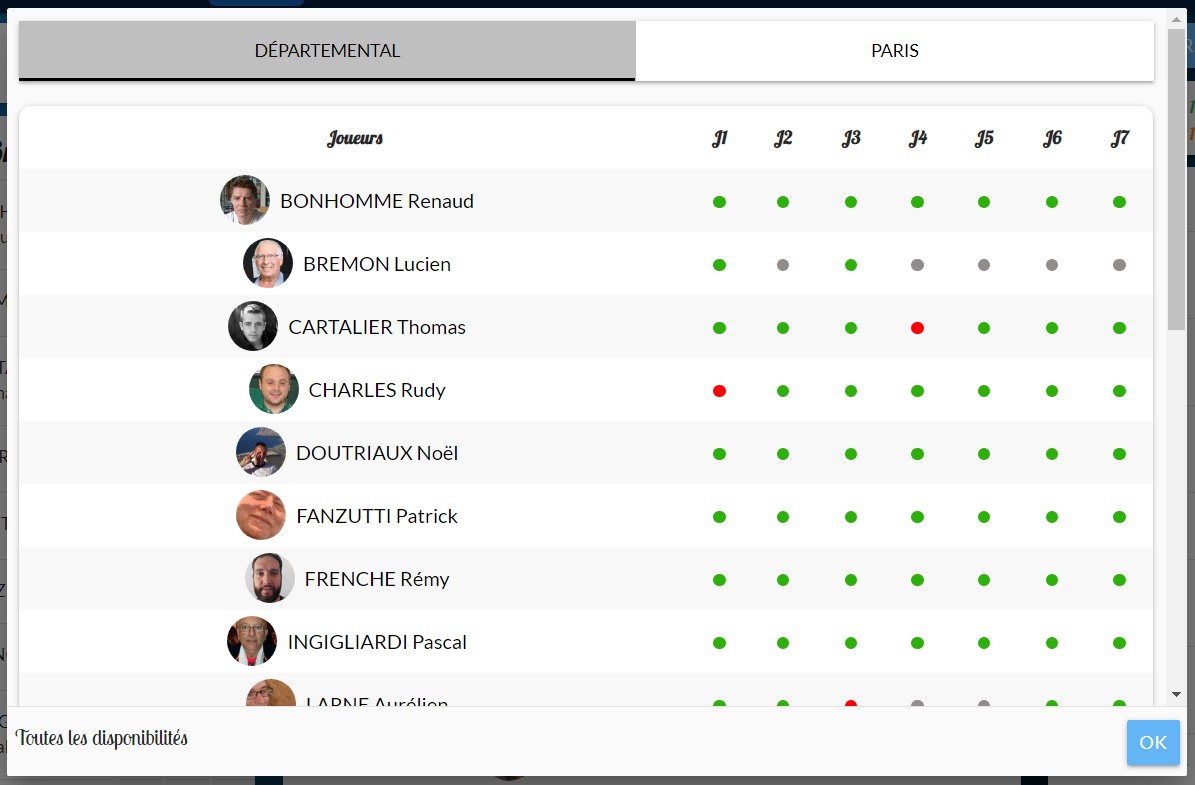 DÉPARTEMENTAL PARIS
Joueurs J1 J2 J3 J4 J5 J6 J7
BONHOMME Renaud
BREMON Lucien
CARTALIER Thomas
CHARLES Rudy
DOUTRIAUX Noël
FANZUTTI Patrick
FRENCHE Rémy
INGIGLIARDI Pascal
LARNE Aurélien
Toutes les disponibilités
OK